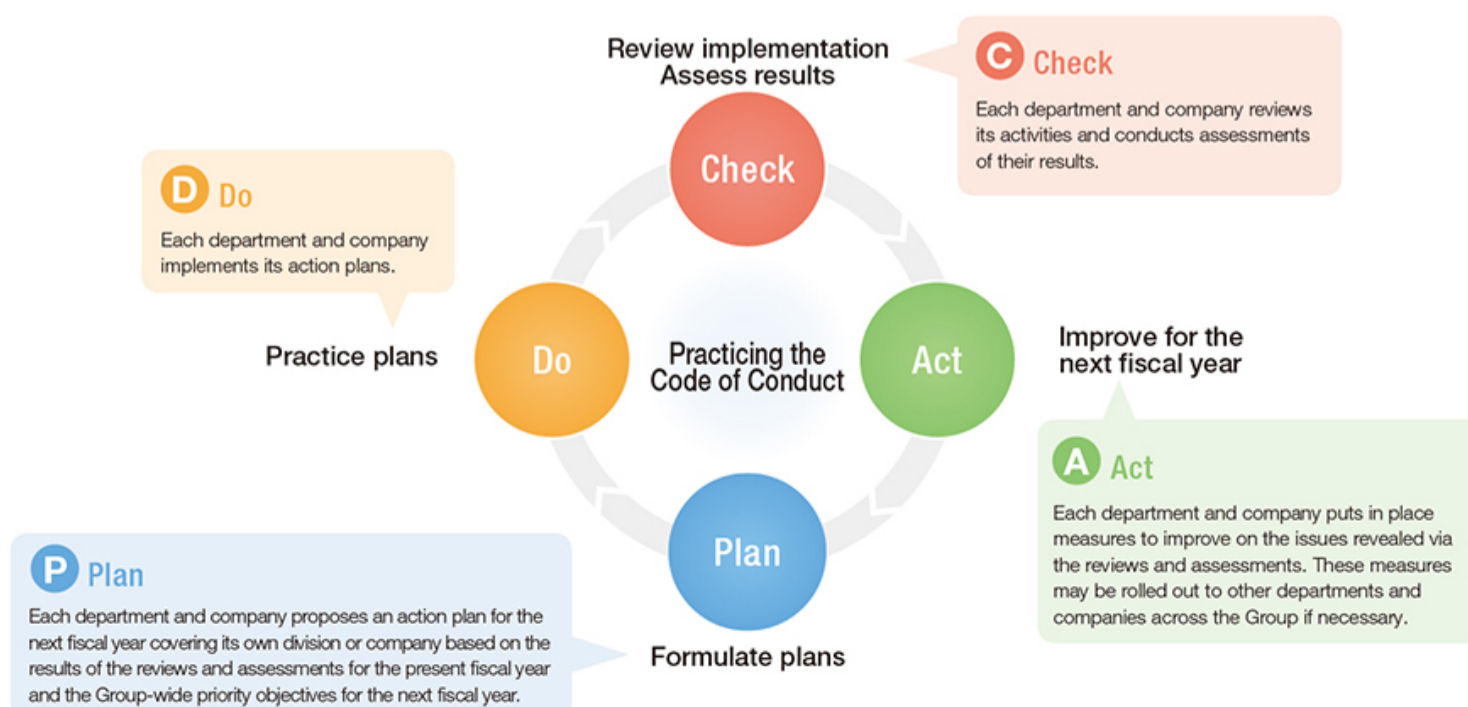 Review implementation
Assess results
C Check
Each department and company reviews
its activities and conducts assessments
of their results.
Check
D Do
Each department and company
implements its action plans.
Practice plans
Do
Practicing the
Code of Conduct
Act
Improve for the
next fiscal year
A Act
Each department and company puts in place
measures to improve on the issues revealed via
the reviews and assessments. These measures
may be rolled out to other departments and
companies across the Group if necessary.
Plan
P Plan
Each department and company proposes an action plan for the
next fiscal year covering its own division or company based on the
results of the reviews and assessments for the present fiscal year
and the Group-wide priority objectives for the next fiscal year.
Formulate plans